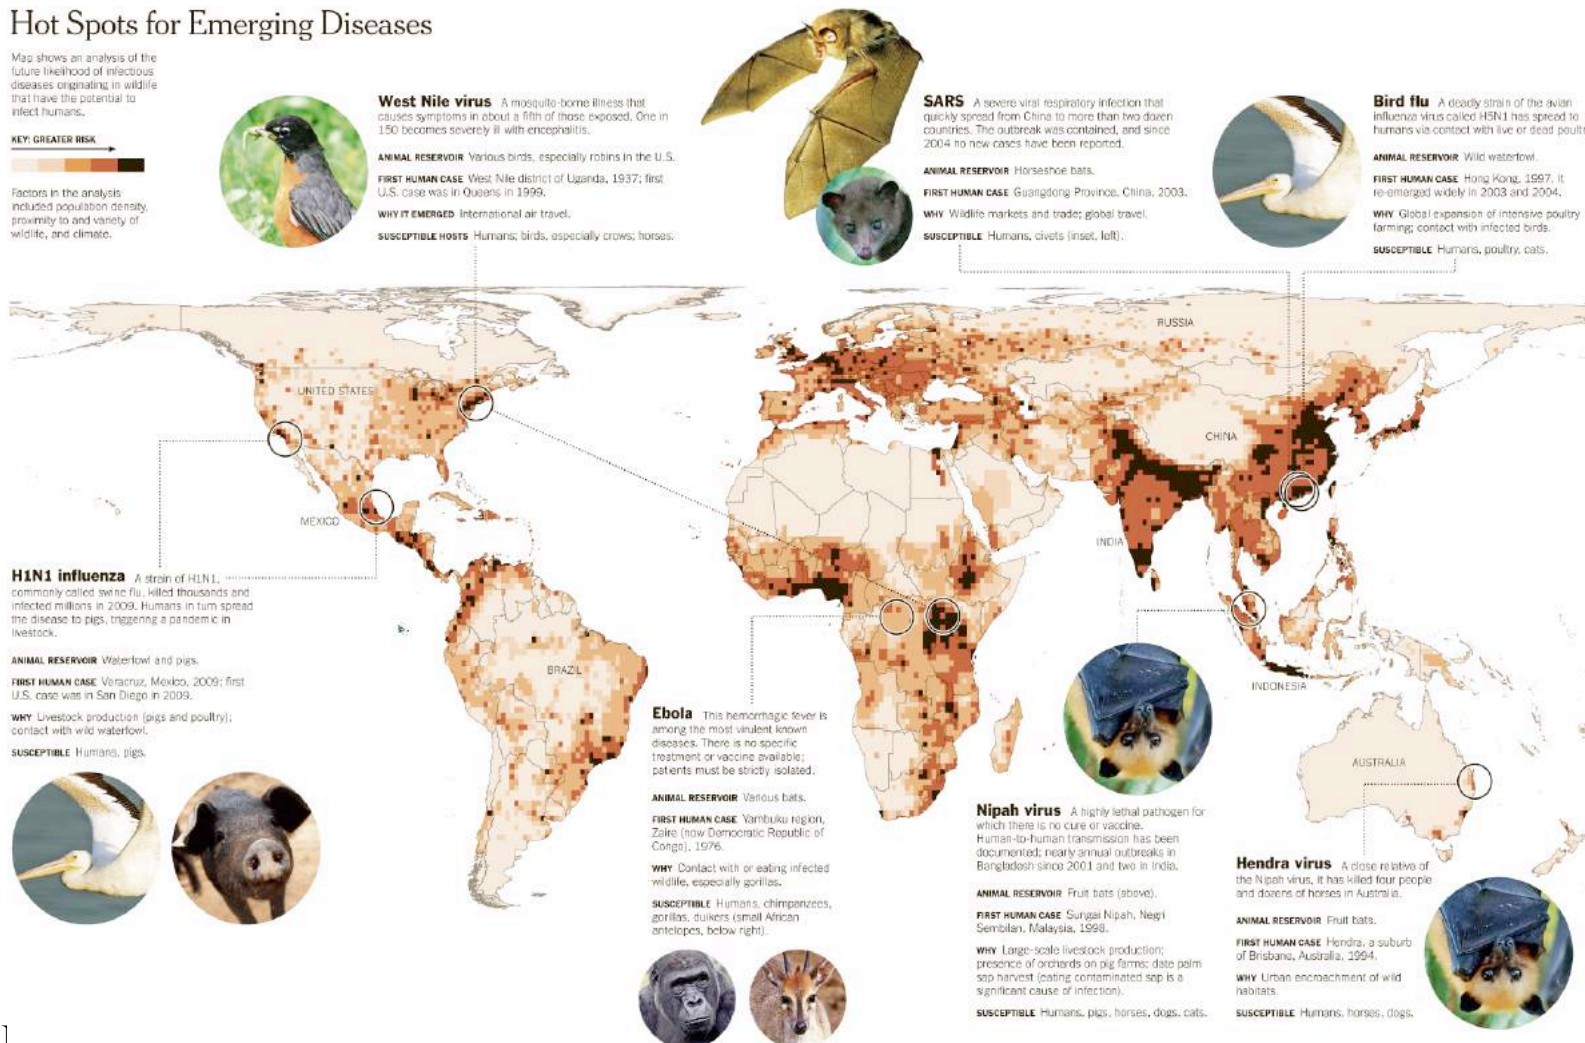 Hot Spots for Emerging Diseases
Map shows an analysis of the
future likelihood of infectious
diseases originating in wildlife
that have the potential to
infect humans.
KEY: GREATER RISK
Factors in the analysis
included population density,
proximity to and variety of
wildlife, and climate.
West Nile virus A mosquito-borne illness that
causes symptoms in about a fifth of those exposed. One in
150 becomes severely ill with encephalitis.
ANIMAL RESERVOIR Various birds, especially robins in the U.S.
FIRST HUMAN CASE West Nile district of Uganda, 1937; first
U.S. case was in Queens in 1999.
WHY IT EMERGED International air travel.
SUSCEPTIBLE HOSTS Humans; birds, especially crows; horses.
SARS A severe viral respiratory infection that
quickly spread from China to more than two dozen
countries. The outbreak was contained, and since
2004 no new cases have been reported.
ANIMAL RESERVOIR Horseshoe bats.
FIRST HUMAN CASE Guangdong Province, China, 2003.
WHY Wildlife markets and trade; global travel.
SUSCEPTIBLE Humans, civets (inset, left).
Bird flu A deadly strain of the avian
influenza virus called H5N1 has spread to
humans via contact with live or dead poult
ANIMAL RESERVOIR Wild waterfowl.
FIRST HUMAN CASE Hong Kong, 1997. It
re-emerged widely in 2003 and 2004.
WHY Global expansion of intensive poultry
farming; contact with infected birds.
SUSCEPTIBLE Humans, poultry, cats.
RUSSIA
UNITED STATES
CHINA
MEXICO
INDIA
BRAZIL
INDONESIA
AUSTRALIA
H1N1 influenza A strain of H1N1,
commonly called swine flu, killed thousands and
infected millions in 2009. Humans in turn spread
the disease to pigs, triggering a pandemic in
livestock.
ANIMAL RESERVOIR Waterfowl and pigs.
FIRST HUMAN CASE Veracruz, Mexico, 2009; first
U.S. case was in San Diego in 2009.
WHY Livestock production (pigs and poultry);
contact with wild waterfowl.
SUSCEPTIBLE Humans, pigs.
Ebola This hemorrhagic fever is
among the most virulent known
diseases. There is no specific
treatment or vaccine available;
patients must be strictly isolated.
ANIMAL RESERVOIR Various bats.
FIRST HUMAN CASE Yambuku region,
Zaire (now Democratic Republic of
Congo), 1976.
WHY Contact with or eating infected
wildlife, especially gorillas.
SUSCEPTIBLE Humans, chimpanzees,
gorillas, duikers (small African
antelopes, below right).
Nipah virus A highly lethal pathogen for
which there is no cure or vaccine.
Human-to-human transmission has been
documented; nearly annual outbreaks in
Bangladesh since 2001 and two in India.
ANIMAL RESERVOIR Fruit bats (above).
FIRST HUMAN CASE Sungai Nipah, Negri
Sembilan, Malaysia, 1998.
WHY Large-scale livestock production;
presence of orchards on pig farms; date palm
sap harvest (eating contaminated sap is a
significant cause of infection).
SUSCEPTIBLE Humans, pigs, horses, dogs, cats.
Hendra virus A close relative of
the Nipah virus, it has killed four people
and dozens of horses in Australia.
ANIMAL RESERVOIR Fruit bats.
FIRST HUMAN CASE Hendra, a suburb
of Brisbane, Australia, 1994.
WHY Urban encroachment of wild
habitats.
SUSCEPTIBLE Humans, horses, dogs.